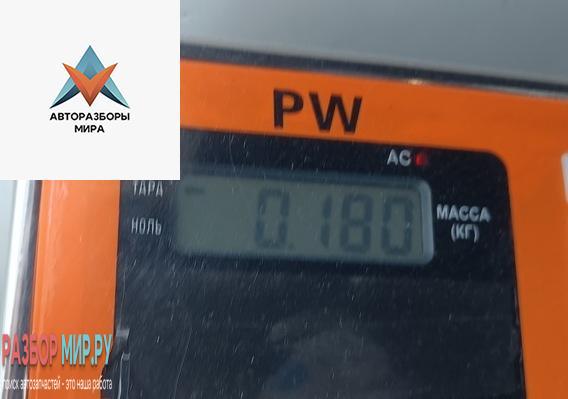 АВТОРАЗБОРЫ
МИРА
PW
AC
ТАРА
НОЛЬ
0.180
МАССА
(КГ)
РАЗБОР МИР.РУ
поиск автозапчастей - это наша работа